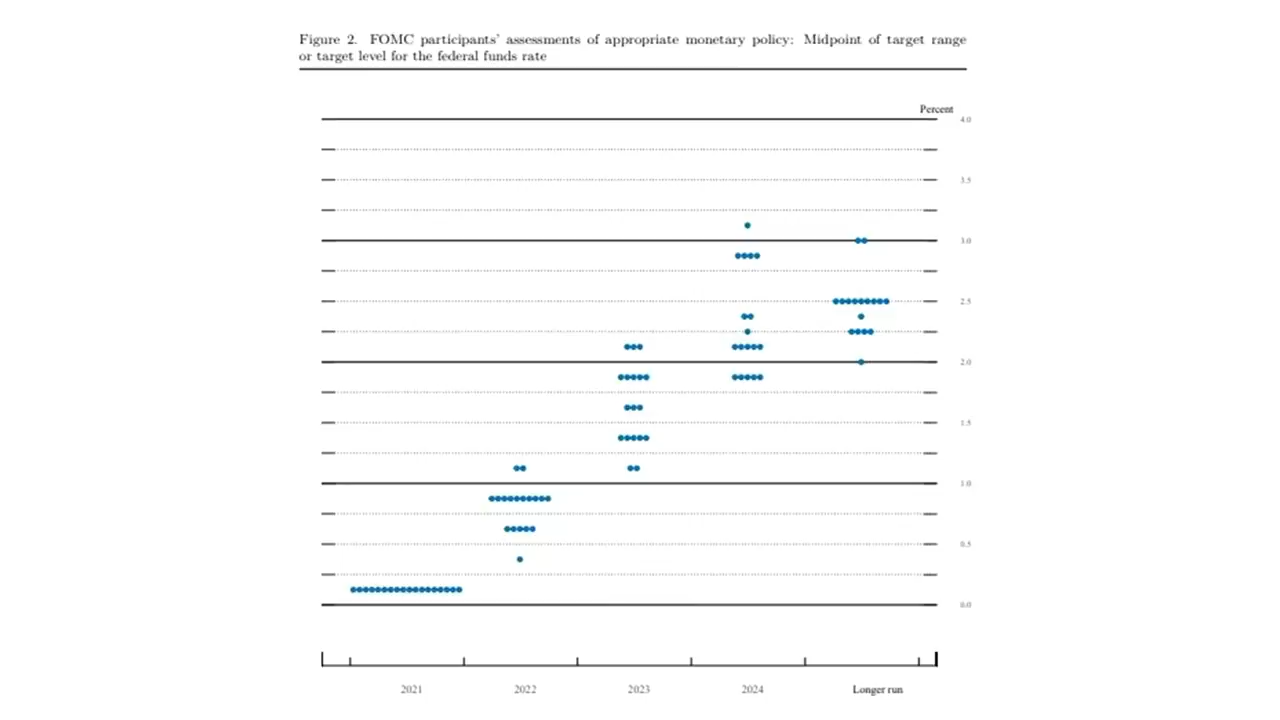 Figure 2. FOMC participants' assessments of appropriate monetary policy: Midpoint of target range
or target level for the federal funds rate
Percent
4.0
3.5
3.0
2.5
2.0
1.5
1.0
0.5
0.0
2021 2022 2023 2024 Longer run